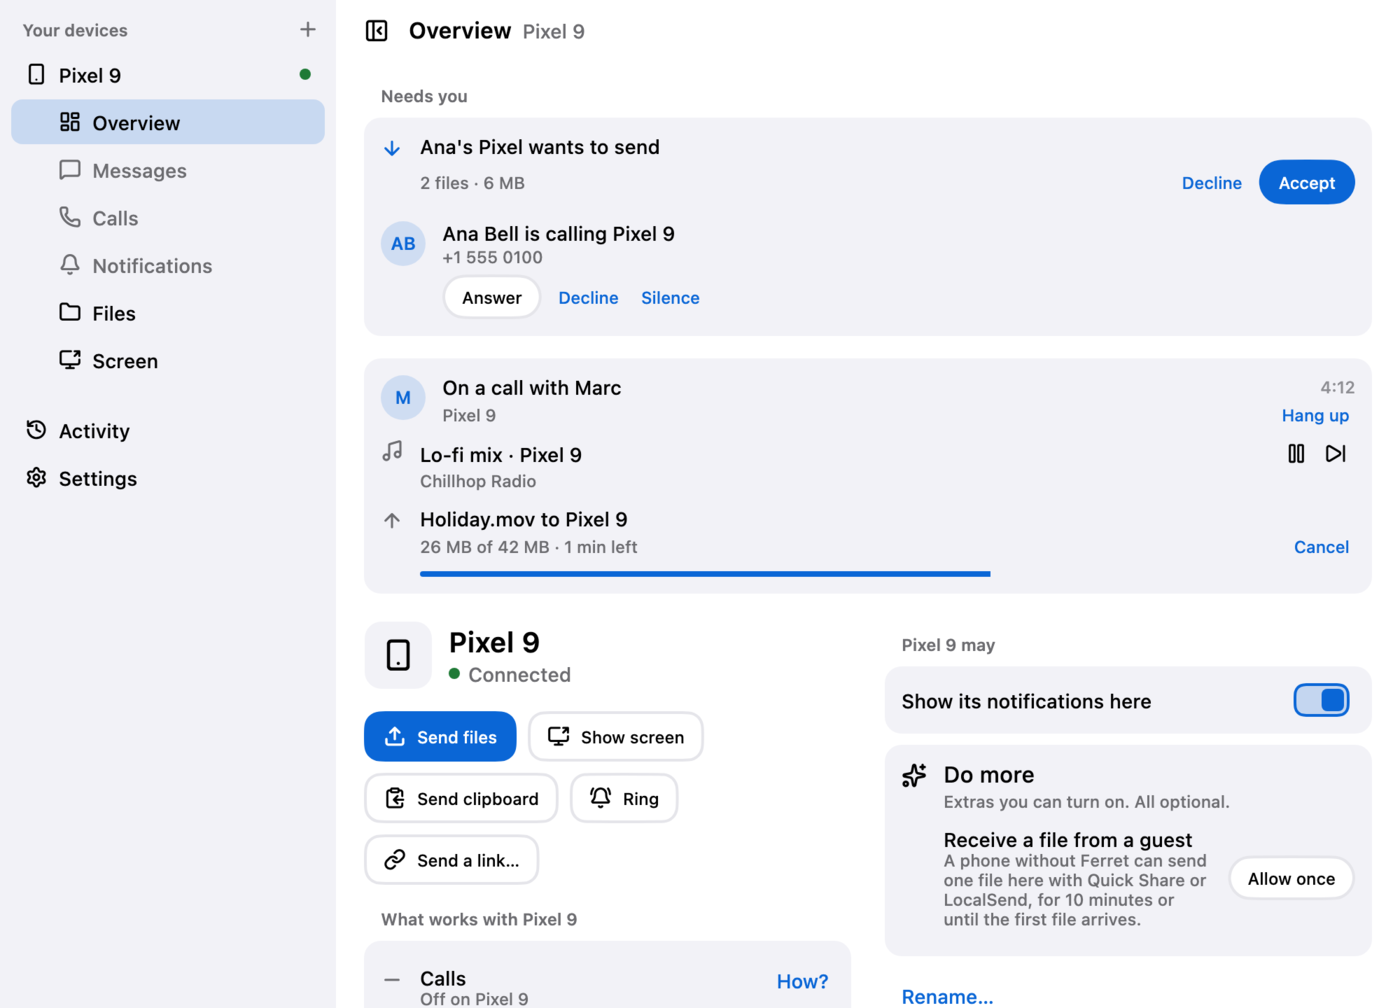 Your devices
Pixel 9
Overview
Messages
Calls
Notifications
Files
Screen
Activity
Settings
Overview Pixel 9
Needs you
Ana's Pixel wants to send
2 files · 6 MB
Decline Accept
AB
Ana Bell is calling Pixel 9
+1 555 0100
Answer Decline Silence
M
On a call with Marc
4:12
Pixel 9
Hang up
Lo-fi mix · Pixel 9
Chillhop Radio
Holiday.mov to Pixel 9
26 MB of 42 MB · 1 min left
Cancel
Pixel 9
Connected
Send files Show screen
Send clipboard Ring
Send a link...
What works with Pixel 9
Calls
Off on Pixel 9
How?
Pixel 9 may
Show its notifications here
Do more
Extras you can turn on. All optional.
Receive a file from a guest
A phone without Ferret can send
one file here with Quick Share or
LocalSend, for 10 minutes or
until the first file arrives.
Allow once
Rename...